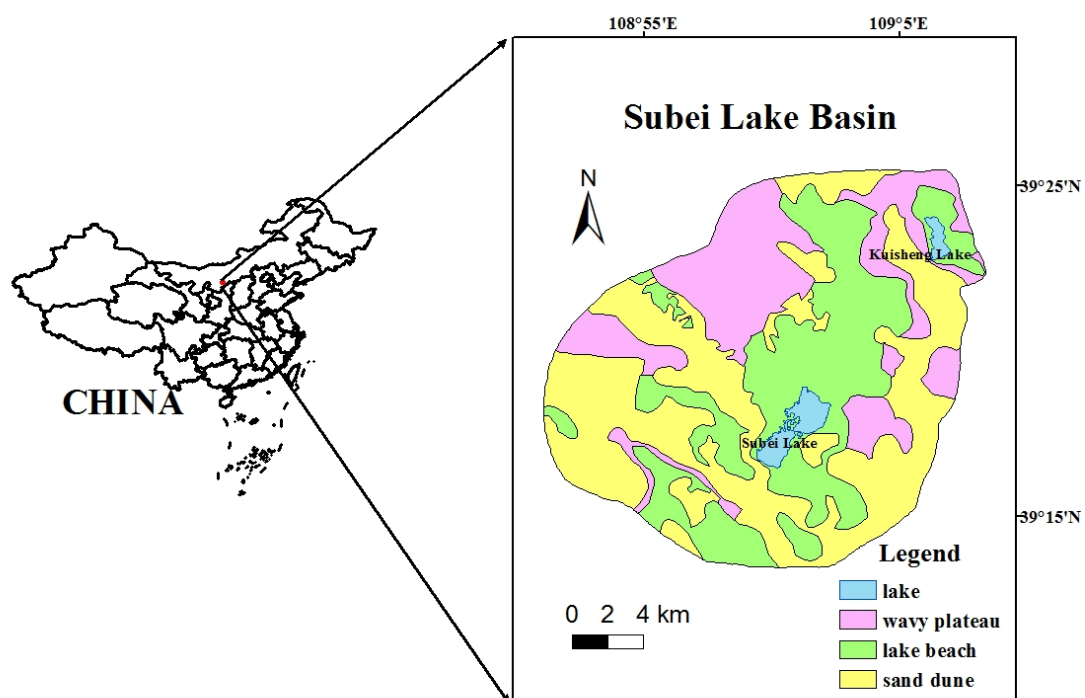 108°55'E
109°5'E
Subei Lake Basin
N
39°25'N
Kuisheng Lake
CHINA
Subei Lake
39°15'N
Legend
lake
0 2 4 km
wavy plateau
lake beach
sand dune